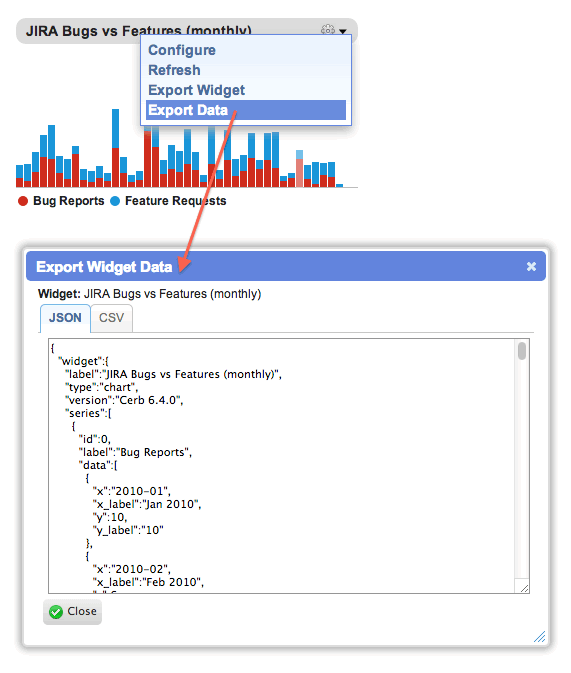 JIRA Bugs vs Features (monthly)
Configure
Refresh
Export Widget
Export Data
Bug Reports
Feature Requests
Export Widget Data
Widget: JIRA Bugs vs Features (monthly)
JSON
CSV
{
"widget":{
"label":"JIRA Bugs vs Features (monthly)",
"type":"chart",
"version":"Cerb 6.4.0",
"series":[
{
"id":0,
"label":"Bug Reports",
"data":[
{
"x":"2010-01",
"x_label":"Jan 2010",
"y":10,
"y_label":"10"
},
{
"x":"2010-02",
"x_label":"Feb 2010",
Close